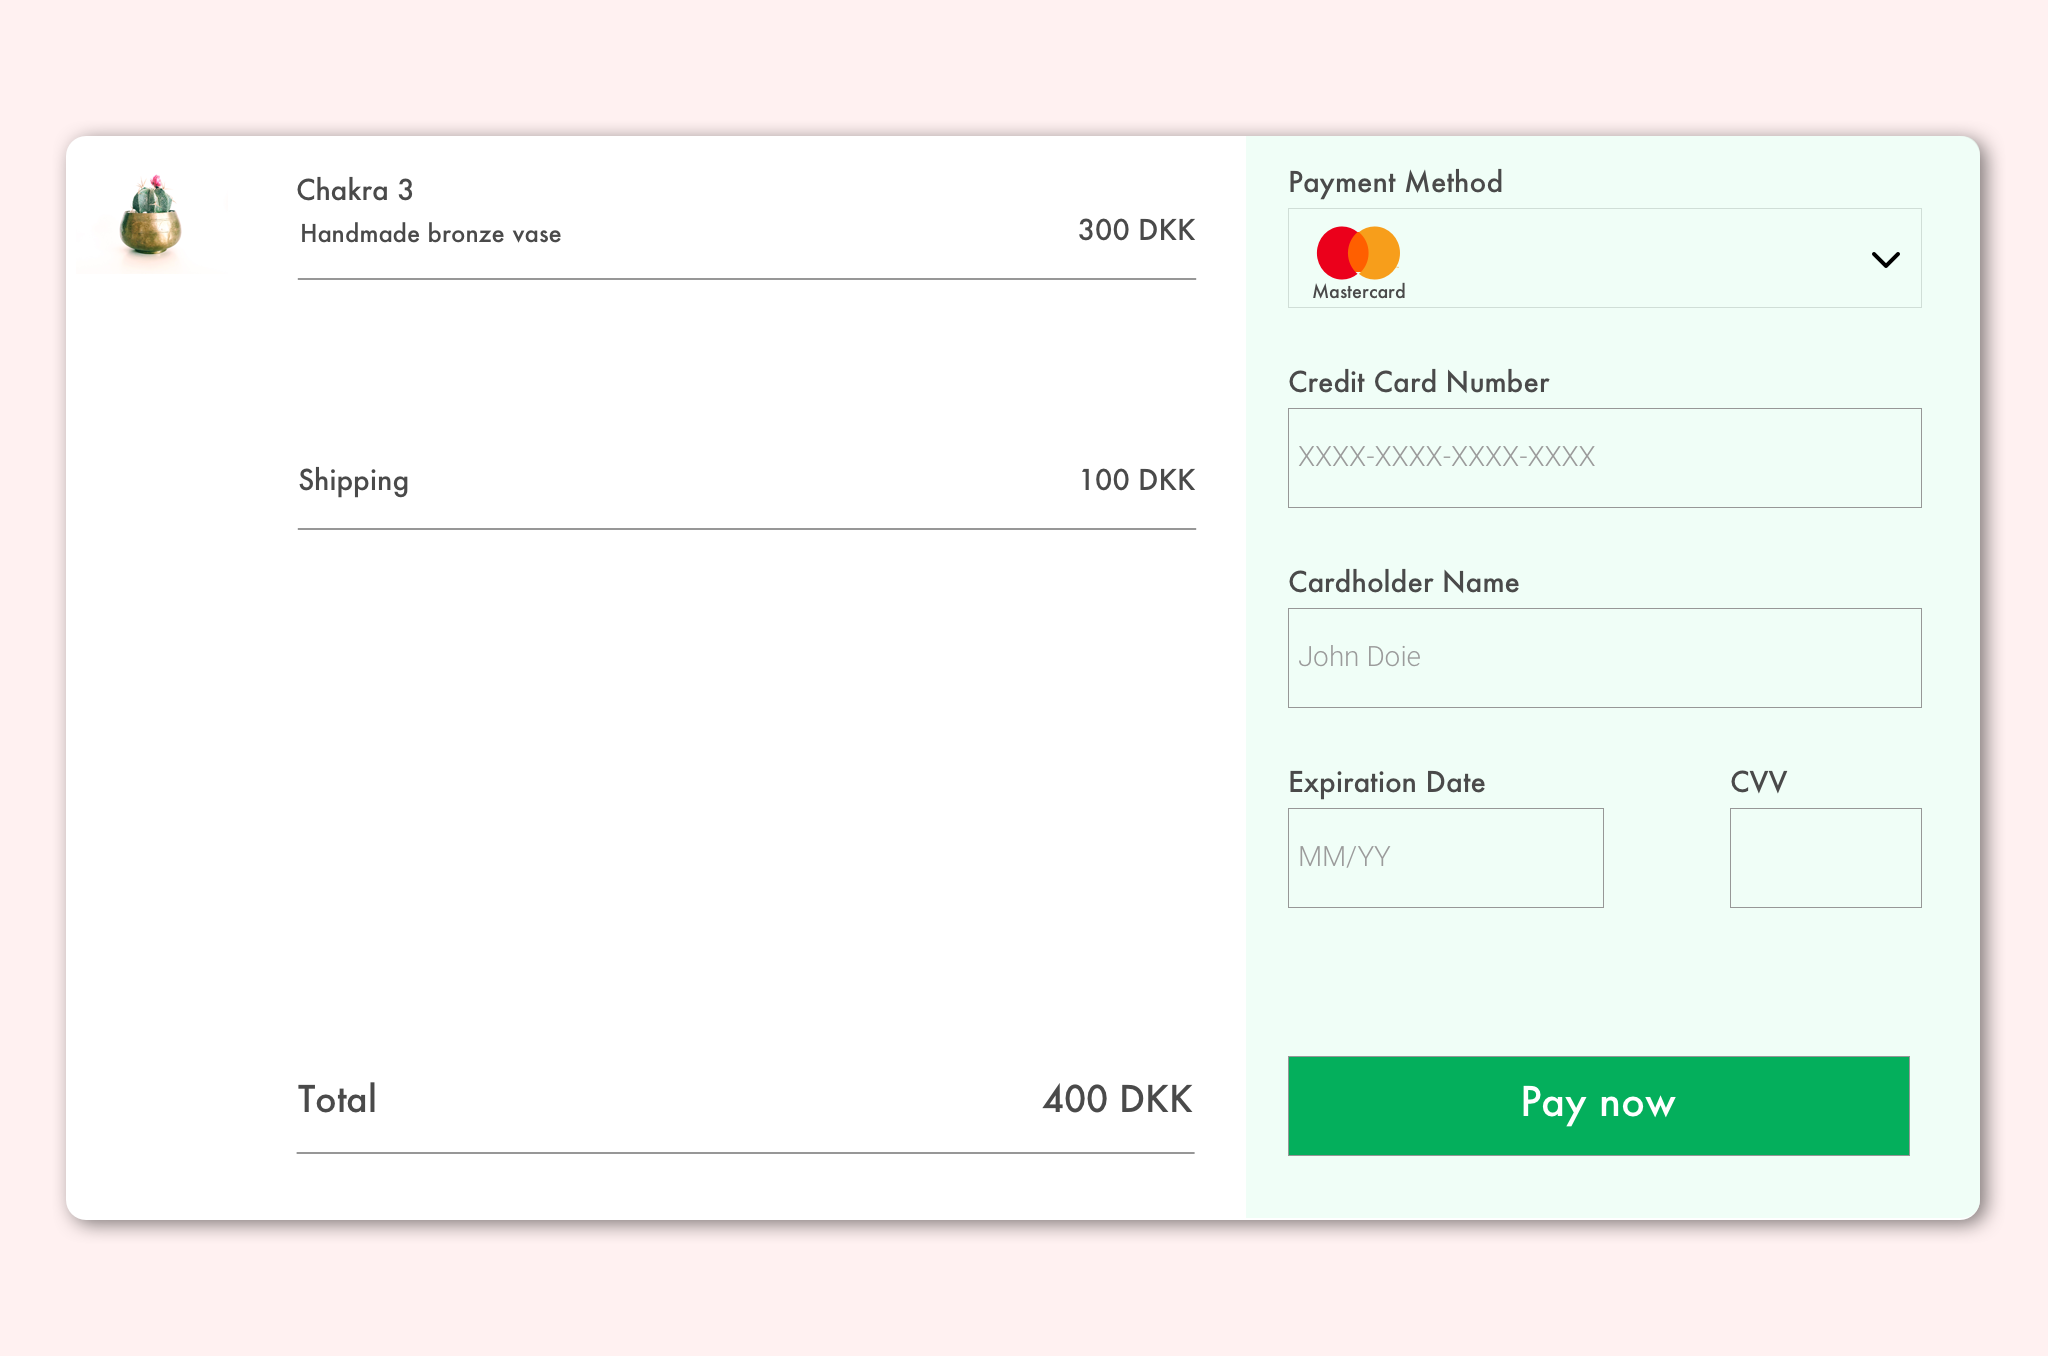 Chakra 3
Handmade bronze vase
300 DKK
Shipping
100 DKK
Total
400 DKK
Payment Method
Mastercard
Credit Card Number
XXXX-XXXX-XXXX-XXXX
Cardholder Name
John Doie
Expiration Date
MM/YY
CVV
Pay now